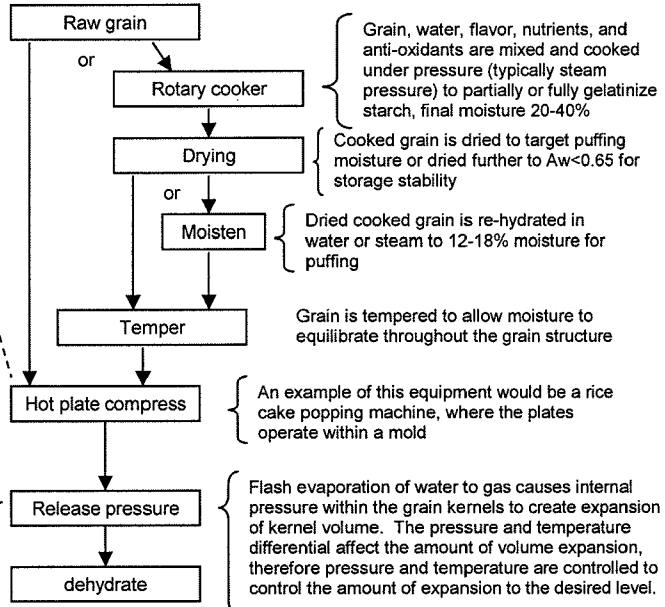 Raw grain
or
Rotary cooker
Grain, water, flavor, nutrients, and
anti-oxidants are mixed and cooked
under pressure (typically steam
pressure) to partially or fully gelatinize
starch, final moisture 20-40%
Drying
Cooked grain is dried to target puffing
moisture or dried further to Aw<0.65 for
storage stability
or
Moisten
Dried cooked grain is re-hydrated in
water or steam to 12-18% moisture for
puffing
Temper
Grain is tempered to allow moisture to
equilibrate throughout the grain structure
Hot plate compress
An example of this equipment would be a rice
cake popping machine, where the plates
operate within a mold
Release pressure
Flash evaporation of water to gas causes internal
pressure within the grain kernels to create expansion
of kernel volume. The pressure and temperature
differential affect the amount of volume expansion,
therefore pressure and temperature are controlled to
control the amount of expansion to the desired level.
dehydrate